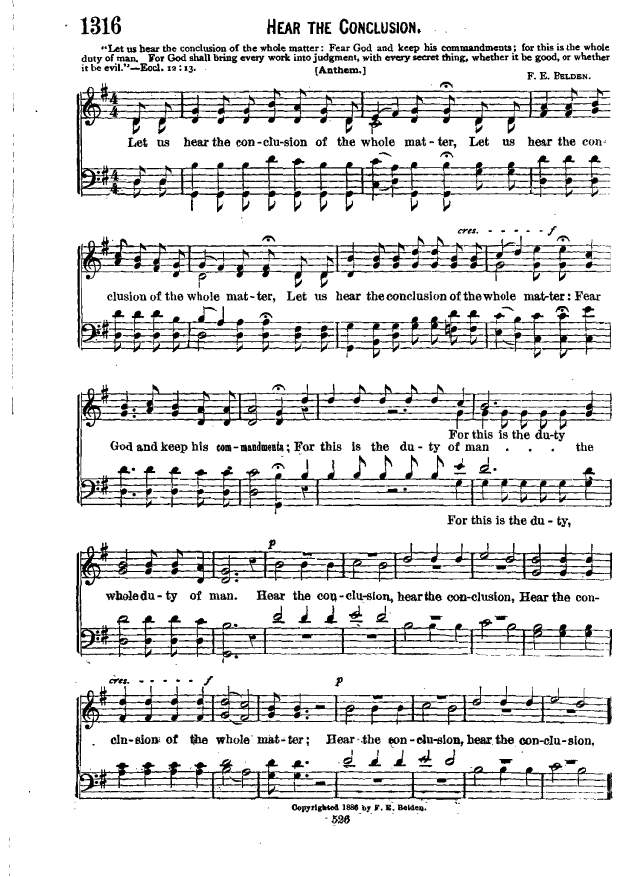 1316
HEAR THE CONCLUSION.
"Let us hear the conclusion of the whole matter: Fear God and keep his commandments; for this is the whole
duty of man. For God shall bring every work into judgment, with every secret thing, whether it be good, or whether
it be evil."—Eccl. 12:13.
[Anthem.]
F. E. BELDEN.
Let us hear the con-clu-sion of the whole mat-ter, Let us hear the con-
cres. - - - - - f
clusion of the whole mat-ter, Let us hear the conclusion of the whole mat-ter: Fear
For this is the du-ty
God and keep his com-mandments; For this is the du-ty of man . . . the
For this is the du-ty,
p
whole du-ty of man. Hear the con-clu-sion, hear the con-clusion, Hear the con-
cres. - - - - - - f p
clu-sion of the whole mat-ter; Hear the con-clu-sion, hear the con-clu-sion,
Copyrighted 1886 by F. E. Belden.
526